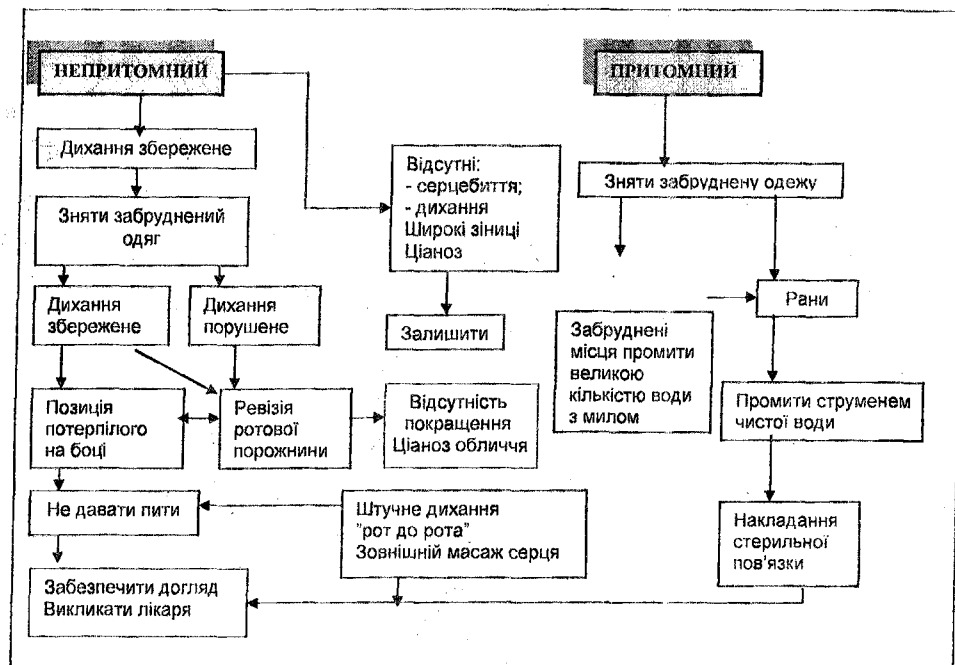 НЕПРИТОМНИЙ
ПРИТОМНИЙ
Дихання збережене
Відсутні:
- серцебиття;
- дихання
Широкі зіниці
Ціаноз
Зняти забруднену одежу
Зняти забруднений
одяг
Дихання
збережене
Дихання
порушене
Залишити
Рани
Забруднені
місця промити
великою
кількістю води
з милом
Позиція
потерпілого
на боці
Ревізія
ротової
порожнини
Відсутність
покращення
Ціаноз обличчя
Промити струменем
чистої води
Не давати пити
Штучне дихання
"рот до рота"
Зовнішній масаж серця
Накладання
стерильної
пов'язки
Забезпечити догляд
Викликати лікаря